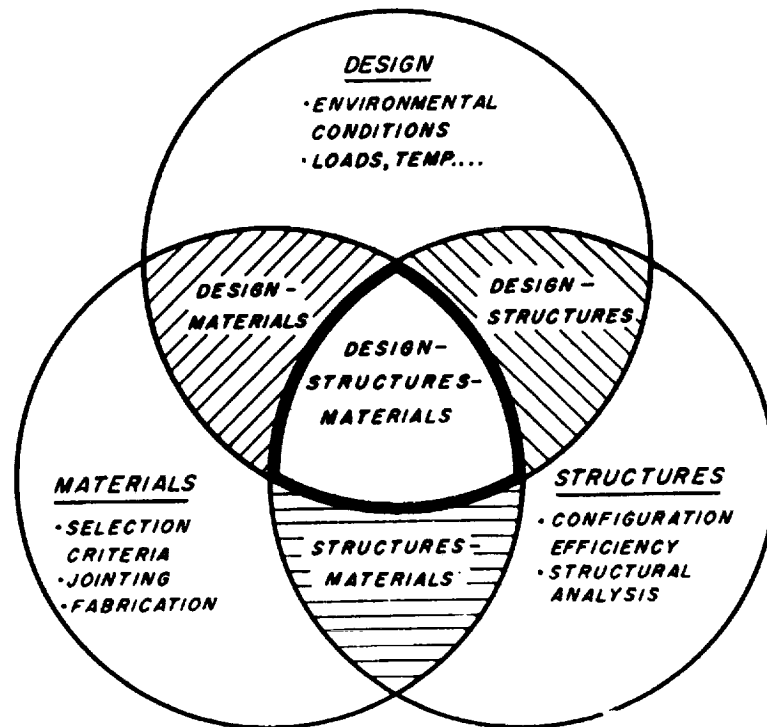 DESIGN
•ENVIRONMENTAL
CONDITIONS
•LOADS, TEMP....
DESIGN-
MATERIALS
DESIGN-
STRUCTURES
DESIGN-
STRUCTURES-
MATERIALS
MATERIALS
•SELECTION
CRITERIA
•JOINTING
•FABRICATION
STRUCTURES-
MATERIALS
STRUCTURES
•CONFIGURATION
EFFICIENCY
•STRUCTURAL
ANALYSIS